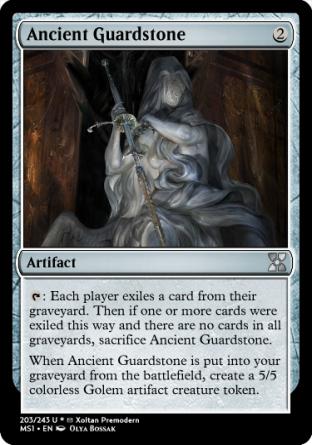 Ancient Guardstone 2
Artifact
: Each player exiles a card from their
graveyard. Then if one or more cards were
exiled this way and there are no cards in all
graveyards, sacrifice Ancient Guardstone.
When Ancient Guardstone is put into your
graveyard from the battlefield, create a 5/5
colorless Golem artifact creature token.
203/243 U * Xoltan Premodern
MS1 • EN Olya Bossak